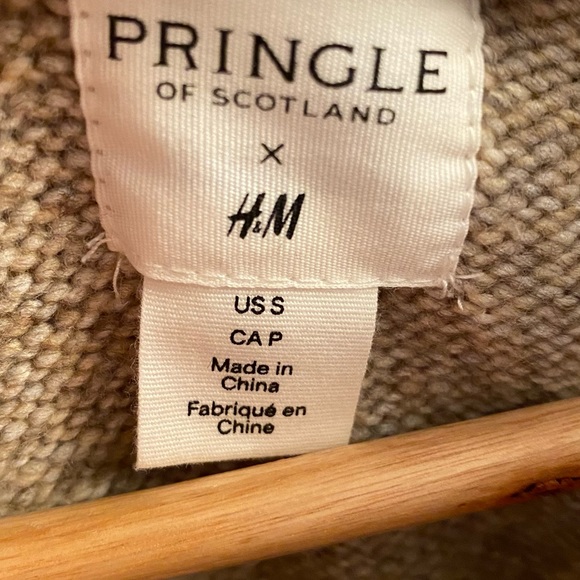 PRINGLE
OF SCOTLAND
×
H&M
US S
CA P
Made in
China
Fabriqué en
Chine